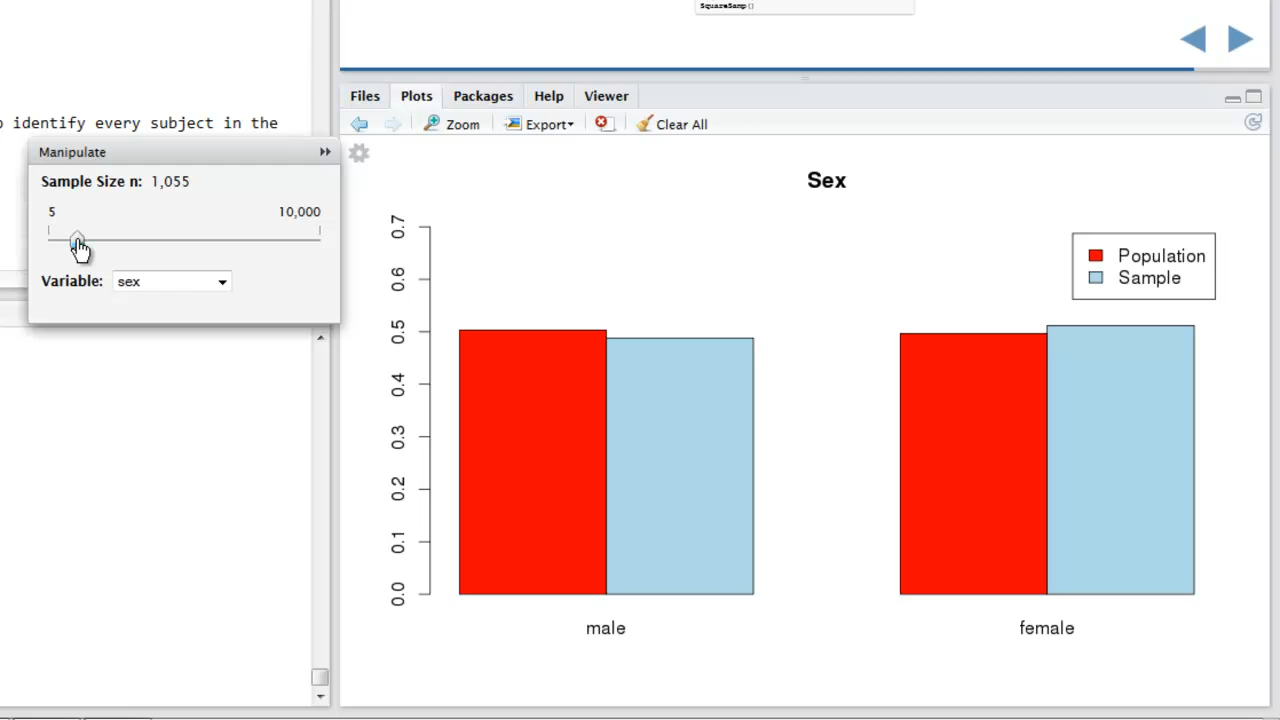 SquareSamp()
Files Plots Packages Help Viewer
o identify every subject in the
Zoom Export Clear All
Manipulate
Sample Size n: 1,055
5 10,000
Variable: sex
Sex
0.7
0.6
0.5
0.4
0.3
0.2
0.1
0.0
Population
Sample
male female